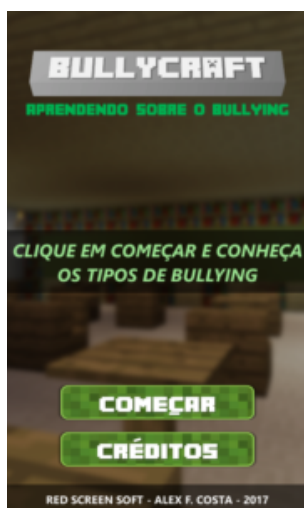 BULLYCRAFT
APRENDENDO SOBRE O BULLYING
CLIQUE EM COMEÇAR E CONHEÇA
OS TIPOS DE BULLYING
COMEÇAR
CRÉDITOS
RED SCREEN SOFT - ALEX F. COSTA - 2017